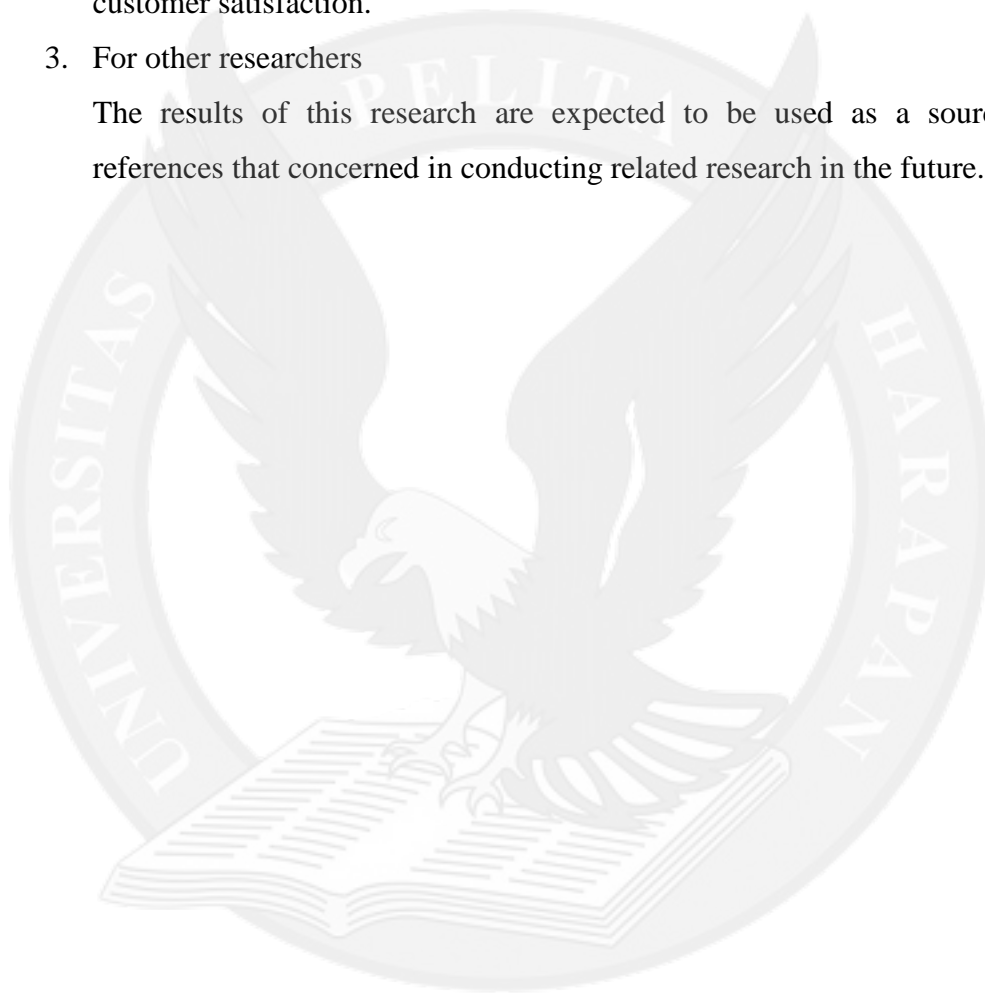 customer satisfaction.
3. For other researchers
The results of this research are expected to be used as a
references that concerned in conducting related research in the future.
UNIVERSITAS PELITA HARAPAN